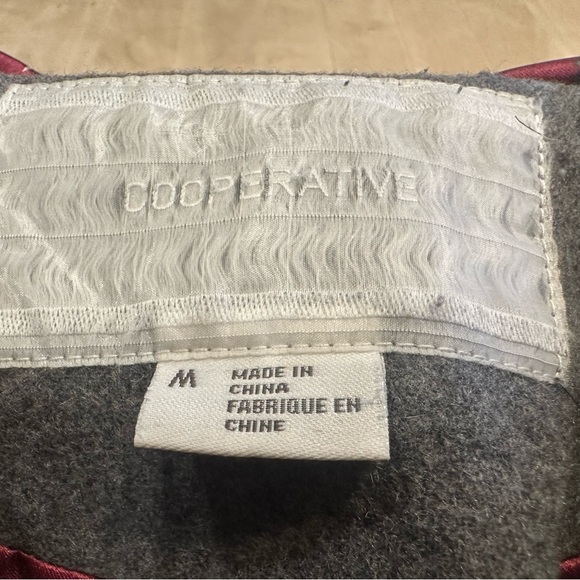 COOPERATIVE
M
MADE IN
CHINA
FABRIQUE EN
CHINE